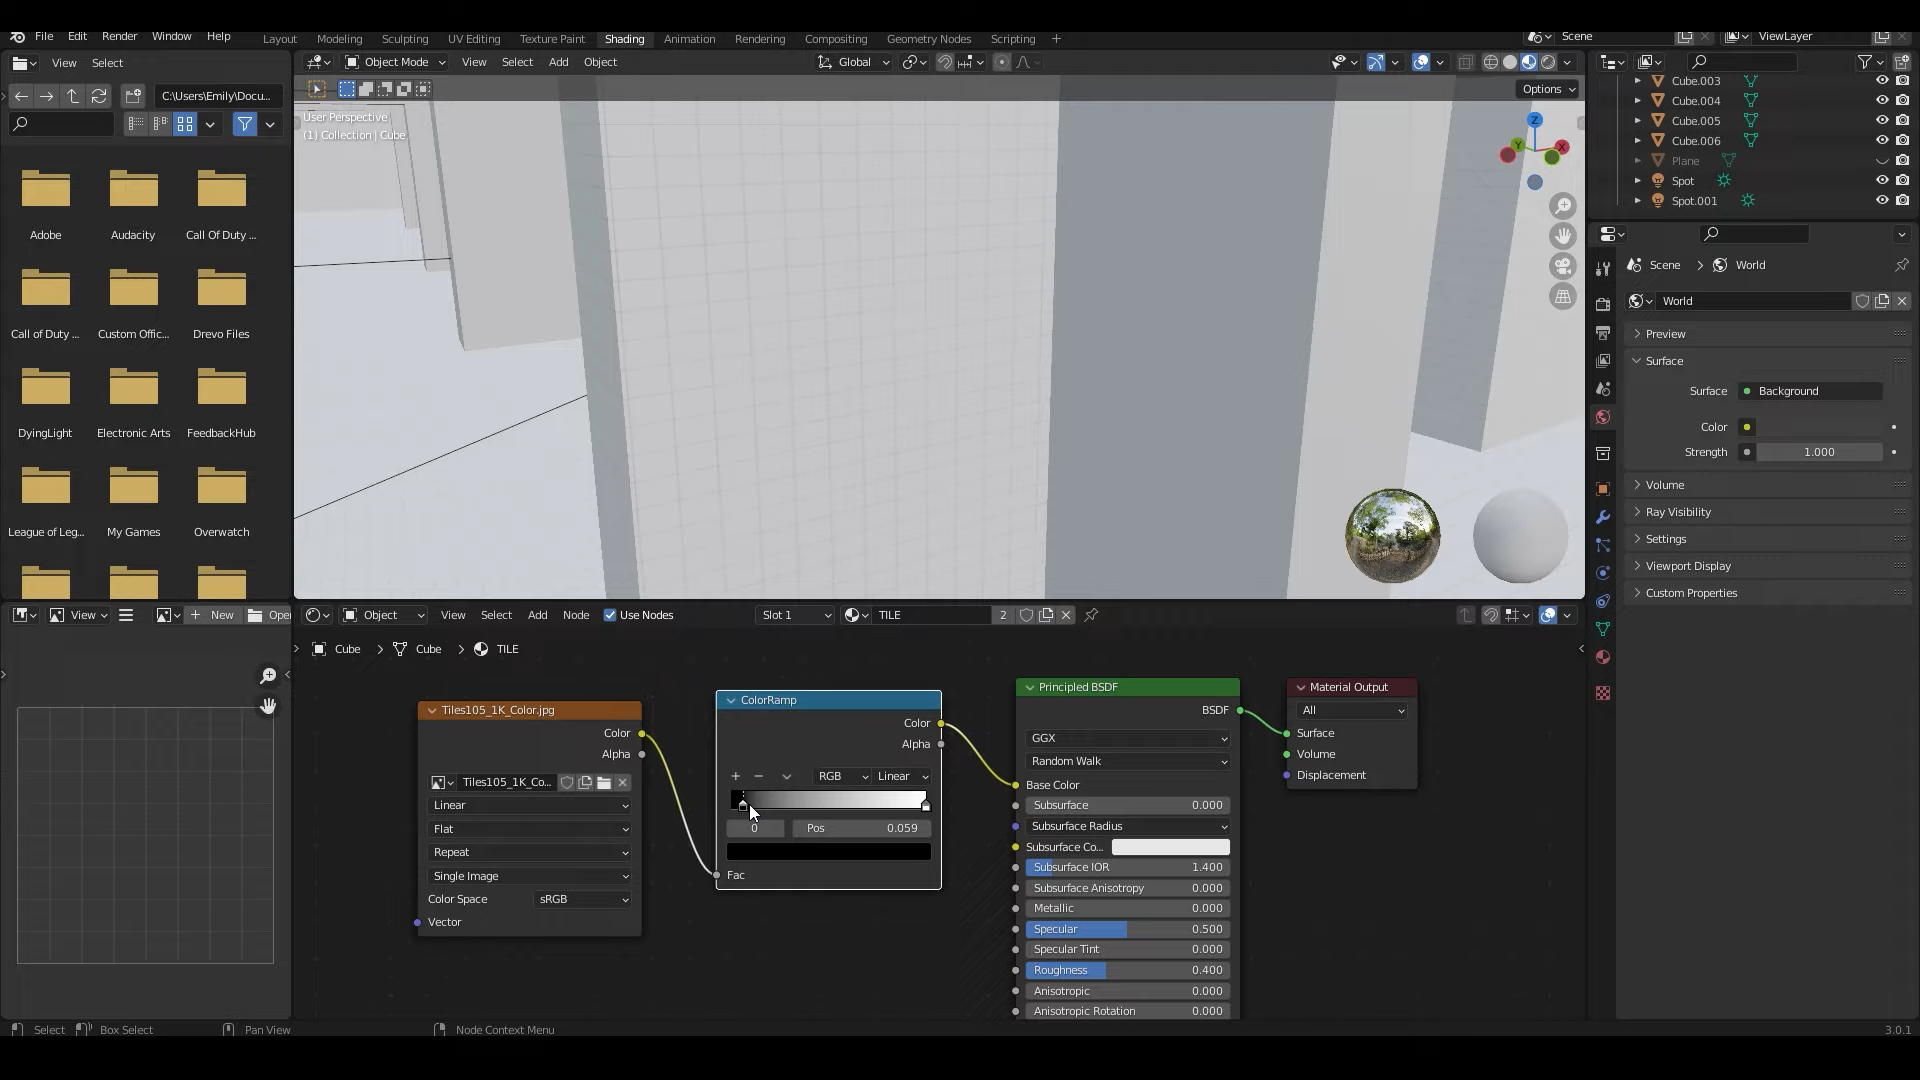 File Edit Render Window Help
Layout Modeling Sculpting UV Editing Texture Paint Shading Animation Rendering Compositing Geometry Nodes Scripting +
Scene ViewLayer
View Select
Object Mode View Select Add Object Global
C:\Users\Emily\Docu...
Options
User Perspective
(1) Collection | Cube
Z
Y
X
Adobe Audacity Call Of Duty ...
Call of Duty ... Custom Offic... Drevo Files
DyingLight Electronic Arts FeedbackHub
League of Leg... My Games Overwatch
Cube.003
Cube.004
Cube.005
Cube.006
Plane
Spot
Spot.001
Scene > World
World
Preview
Surface
Surface Background
Color
Strength 1.000
Volume
Ray Visibility
Settings
Viewport Display
Custom Properties
View + New Open
Object View Select Add Node Use Nodes Slot 1 TILE 2
Cube > Cube > TILE
Tiles105_1K_Color.jpg
Color
Alpha
Tiles105_1K_Co...
Linear
Flat
Repeat
Single Image
Color Space sRGB
Vector
ColorRamp
Color
Alpha
+ − RGB Linear
0 Pos 0.059
Fac
Principled BSDF
BSDF
GGX
Random Walk
Base Color
Subsurface 0.000
Subsurface Radius
Subsurface Co...
Subsurface IOR 1.400
Subsurface Anisotropy 0.000
Metallic 0.000
Specular 0.500
Specular Tint 0.000
Roughness 0.400
Anisotropic 0.000
Anisotropic Rotation 0.000
Material Output
All
Surface
Volume
Displacement
Select Box Select Pan View Node Context Menu 3.0.1